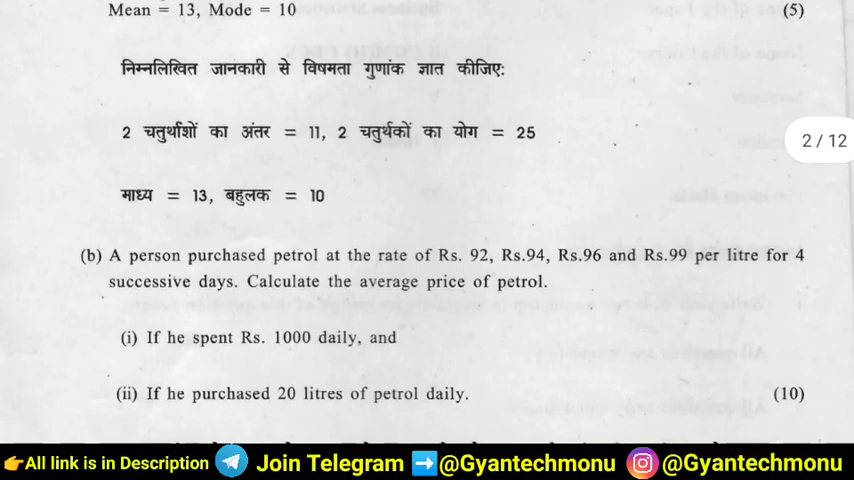 Mean = 13, Mode = 10 (5)
निम्नलिखित जानकारी से विषमता गुणांक ज्ञात कीजिए:
2 चतुर्थाशों का अंतर = 11, 2 चतुर्थकों का योग = 25
2 / 12
माध्य = 13, बहुलक = 10
(b) A person purchased petrol at the rate of Rs. 92, Rs.94, Rs.96 and Rs.99 per litre for 4
successive days. Calculate the average price of petrol.
(i) If he spent Rs. 1000 daily, and
(ii) If he purchased 20 litres of petrol daily. (10)
👉All link is in Description Join Telegram ➡️@Gyantechmonu @Gyantechmonu